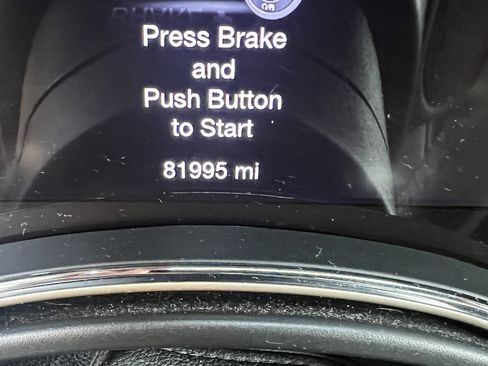 Press Brake
and
Push Button
to Start
81995 mi